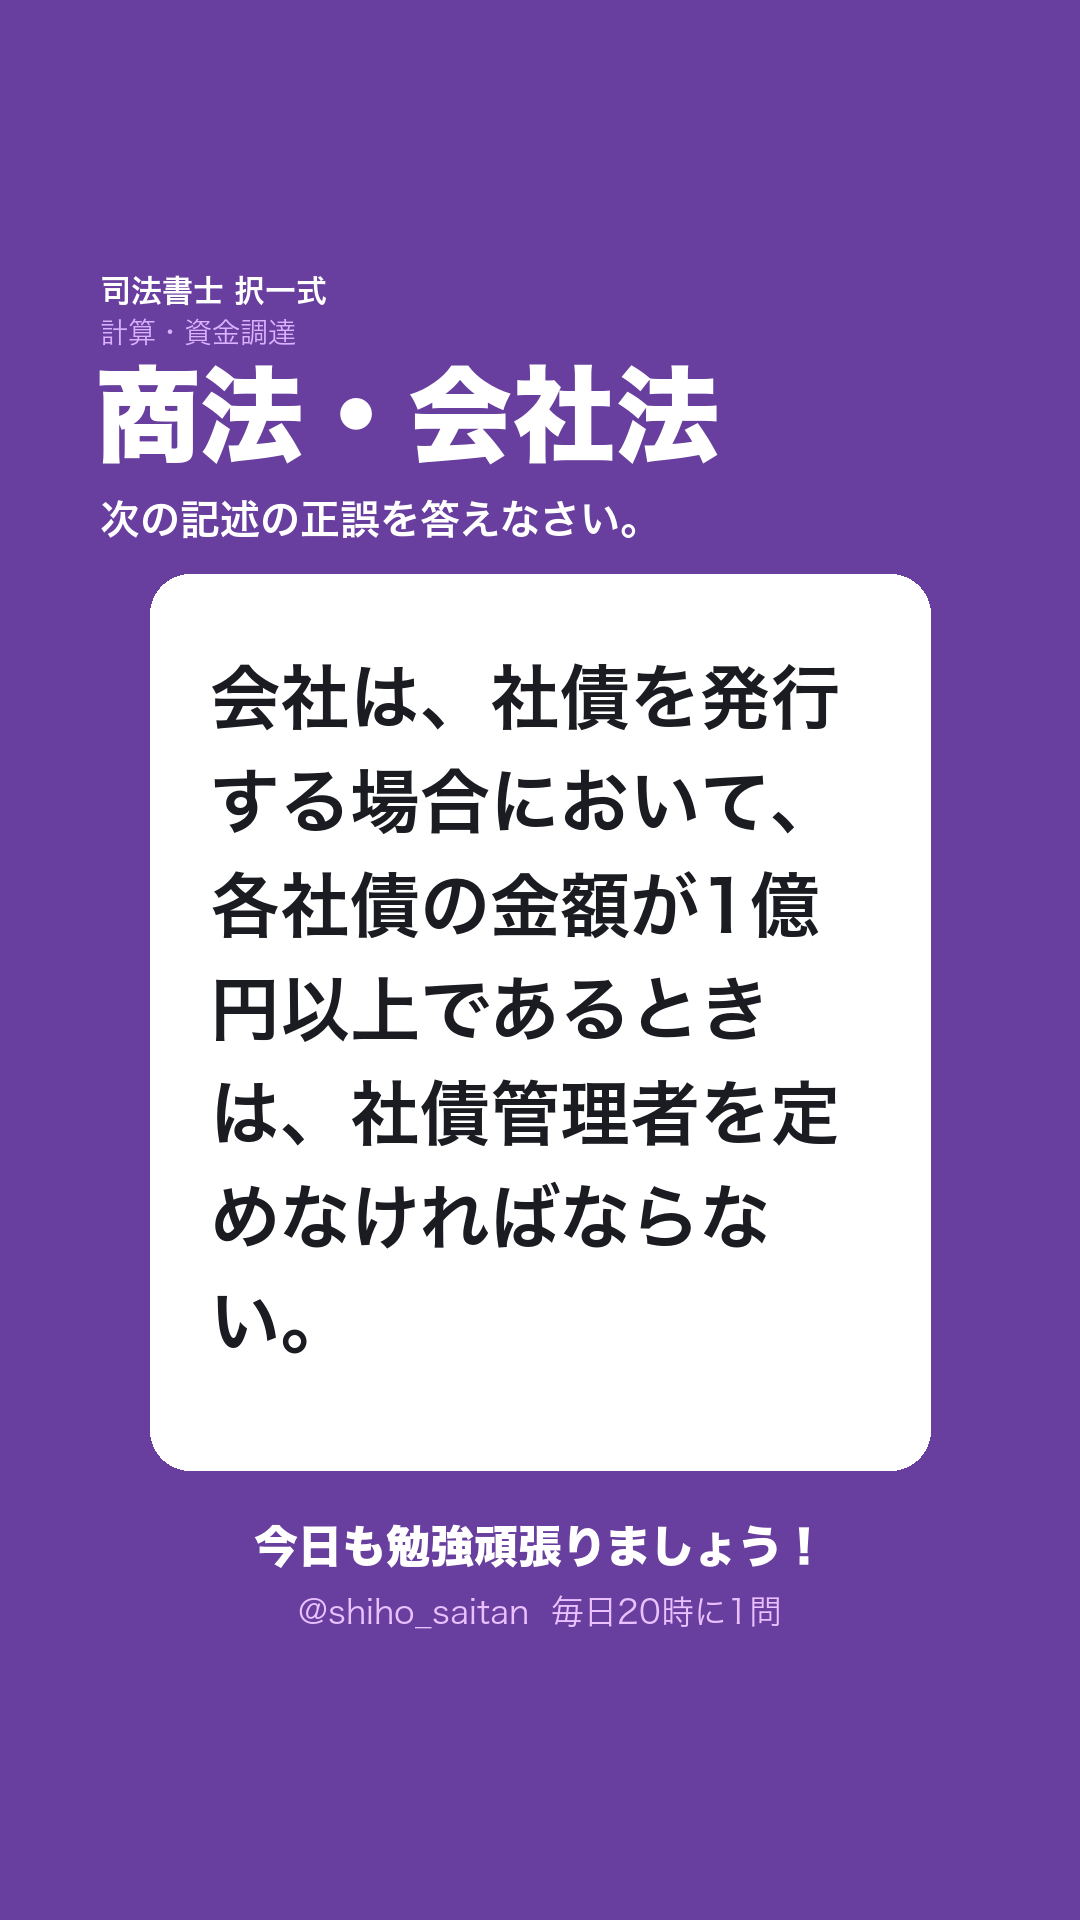 司法書士 択一式
計算・資金調達
商法・会社法
次の記述の正誤を答えなさい。
会社は、社債を発行
する場合において、
各社債の金額が1億
円以上であるとき
は、社債管理者を定
めなければならな
い。
今日も勉強頑張りましょう！
@shiho_saitan 毎日20時に1問